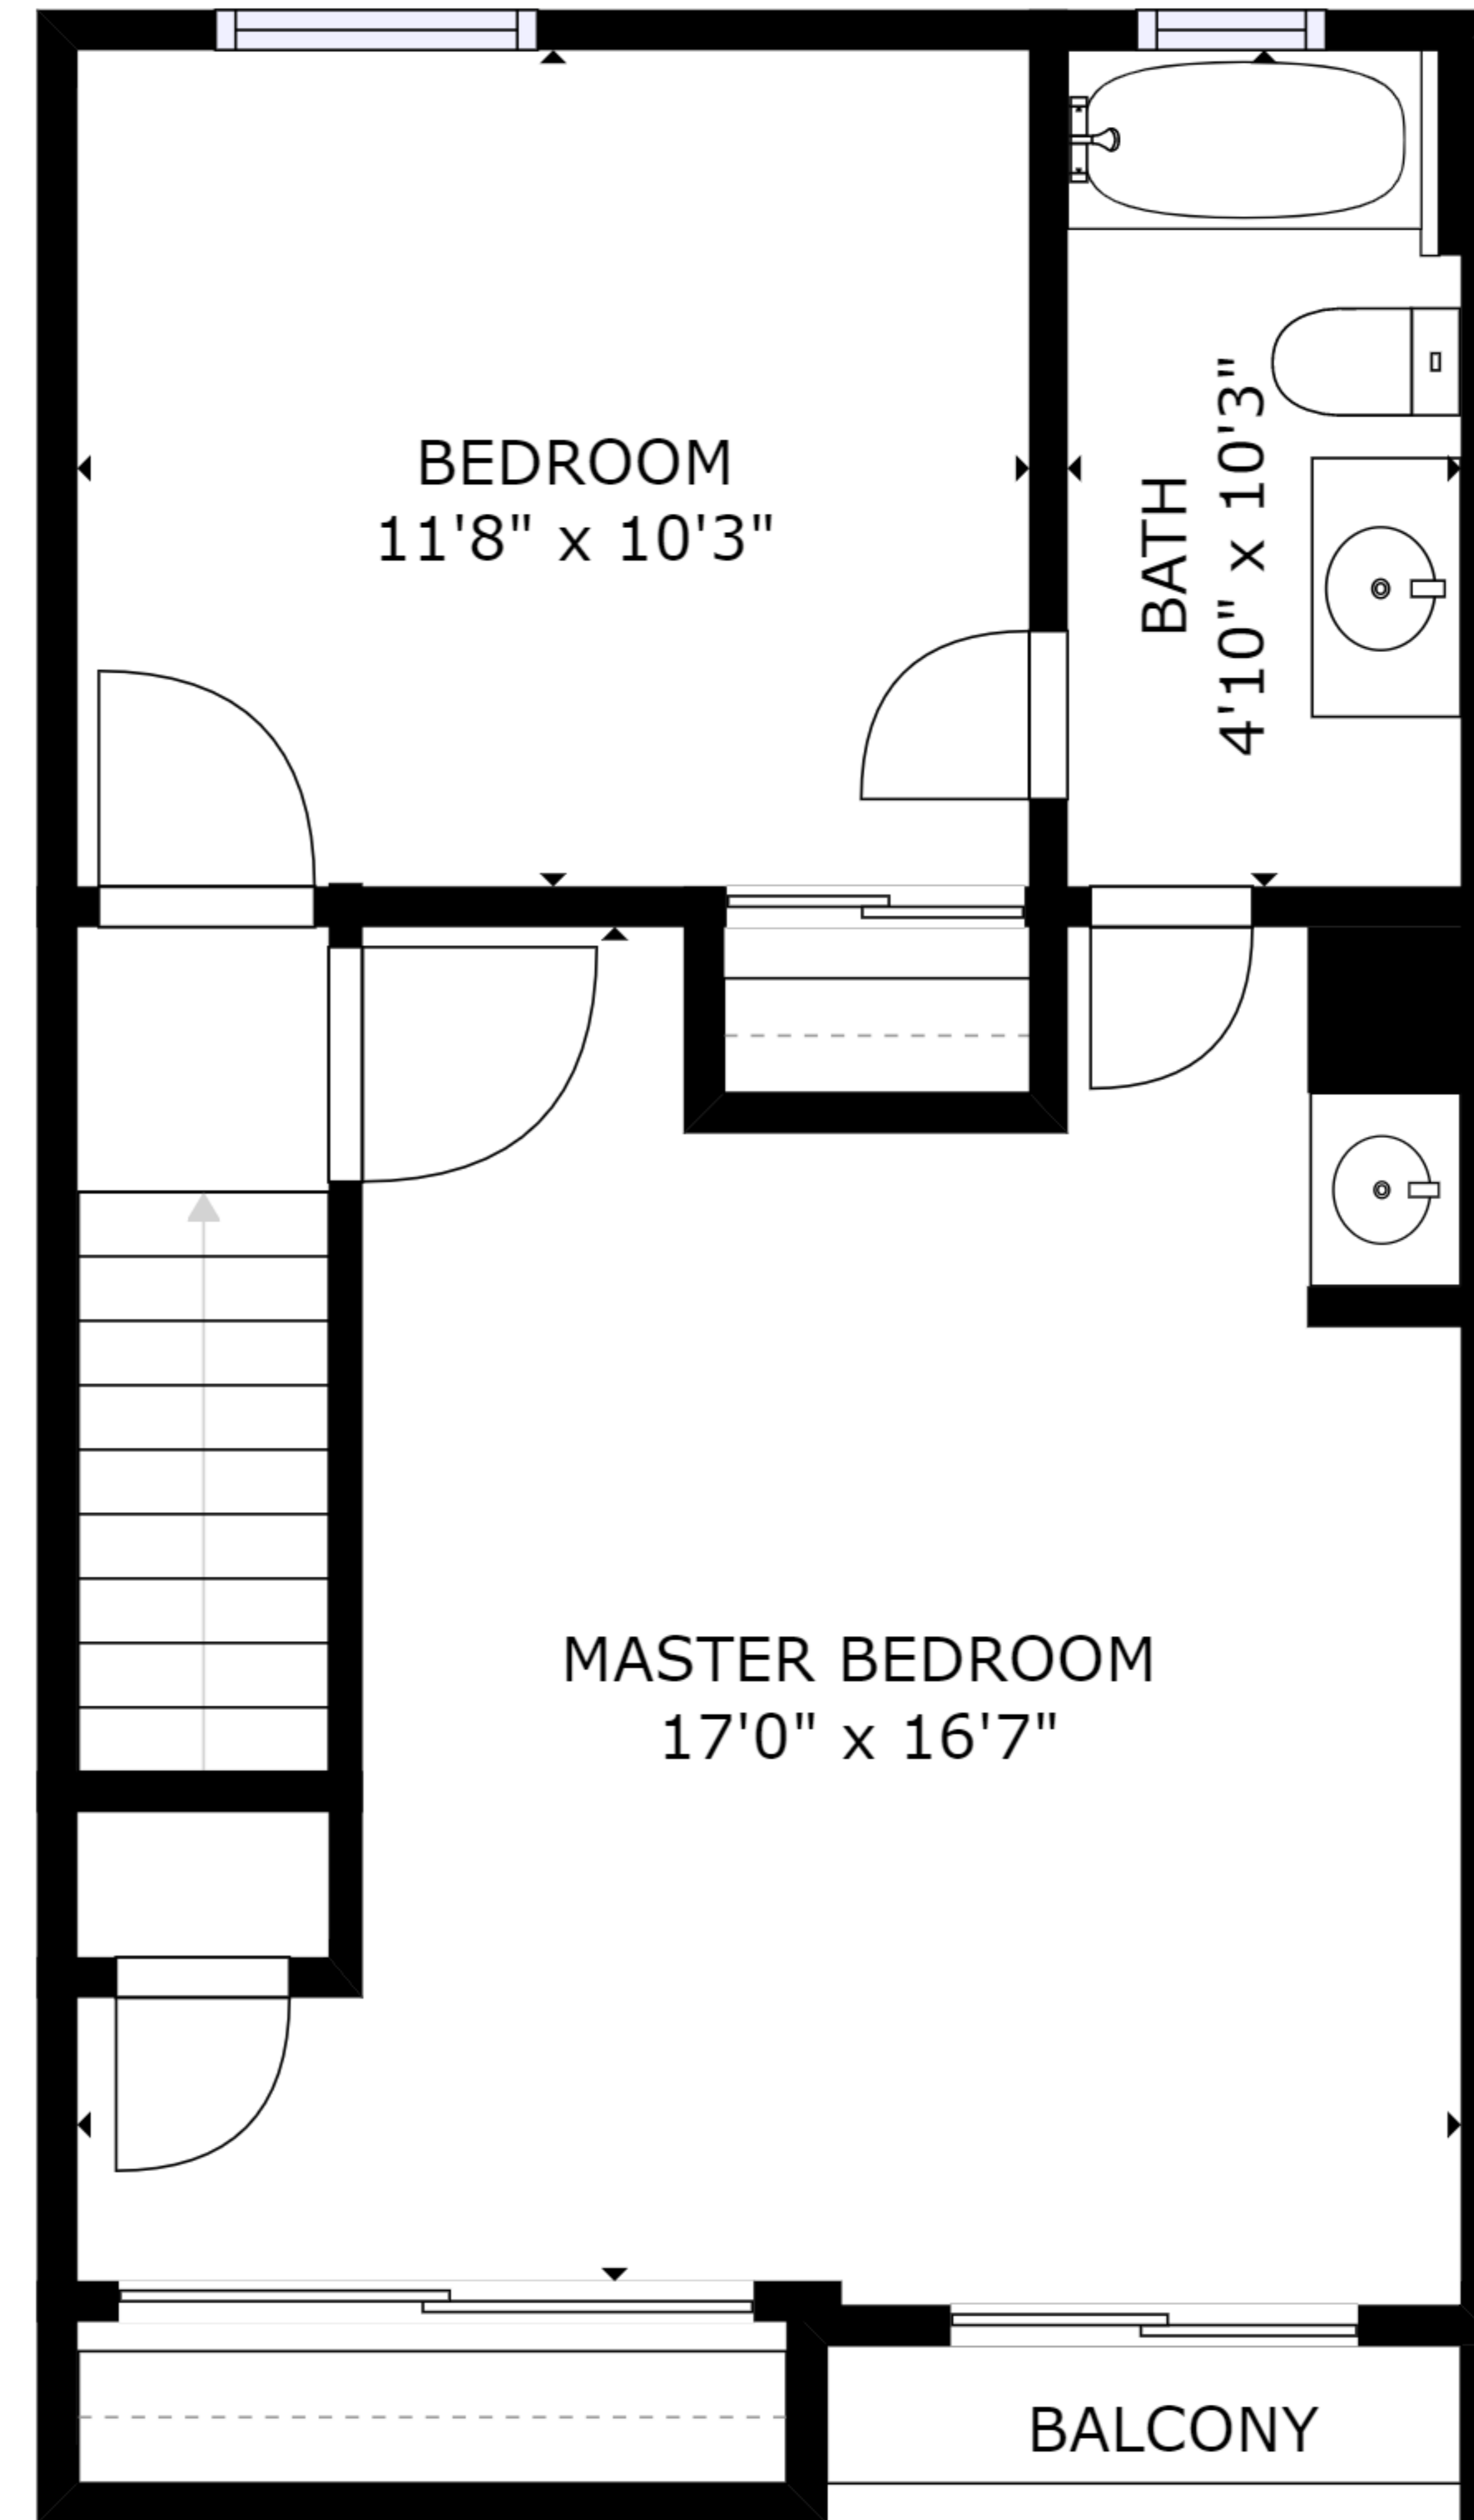 BEDROOM
11'8" x 10'3"
BATH
4'10" x 10'3"
MASTER BEDROOM
17'0" x 16'7"
BALCONY